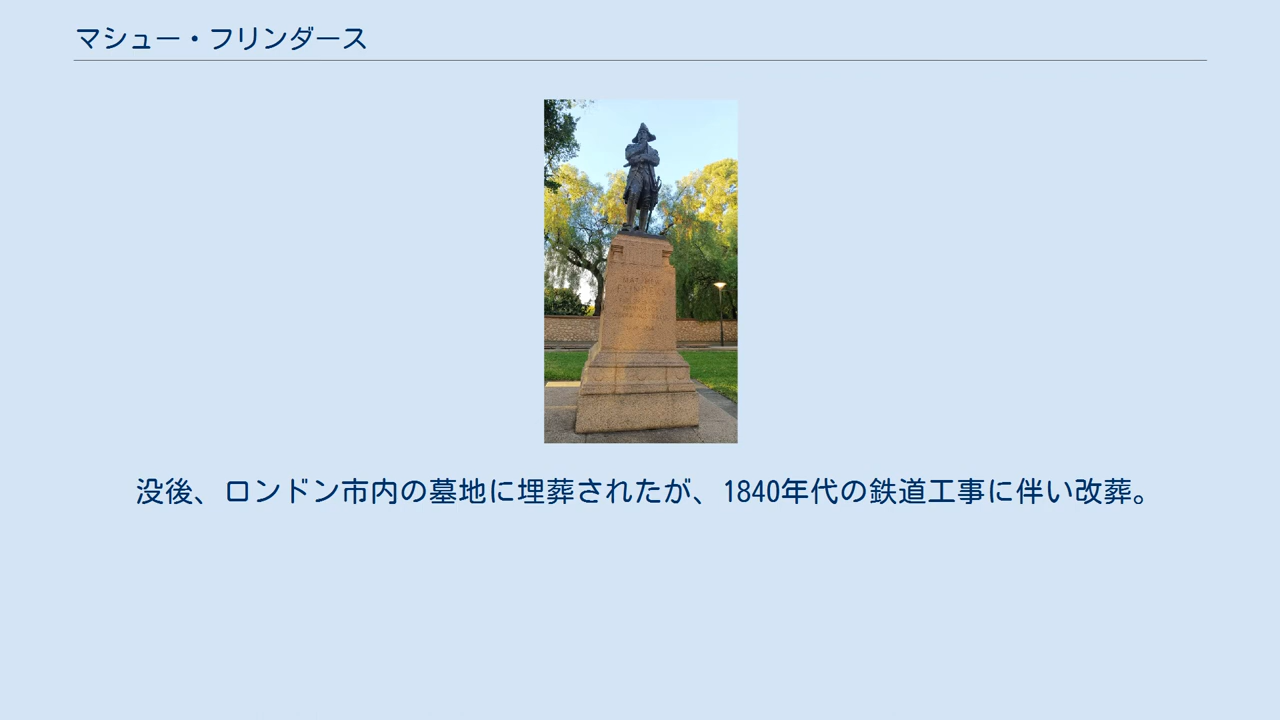 マシュー・フリンダース
没後、ロンドン市内の墓地に埋葬されたが、1840年代の鉄道工事に伴い改葬。